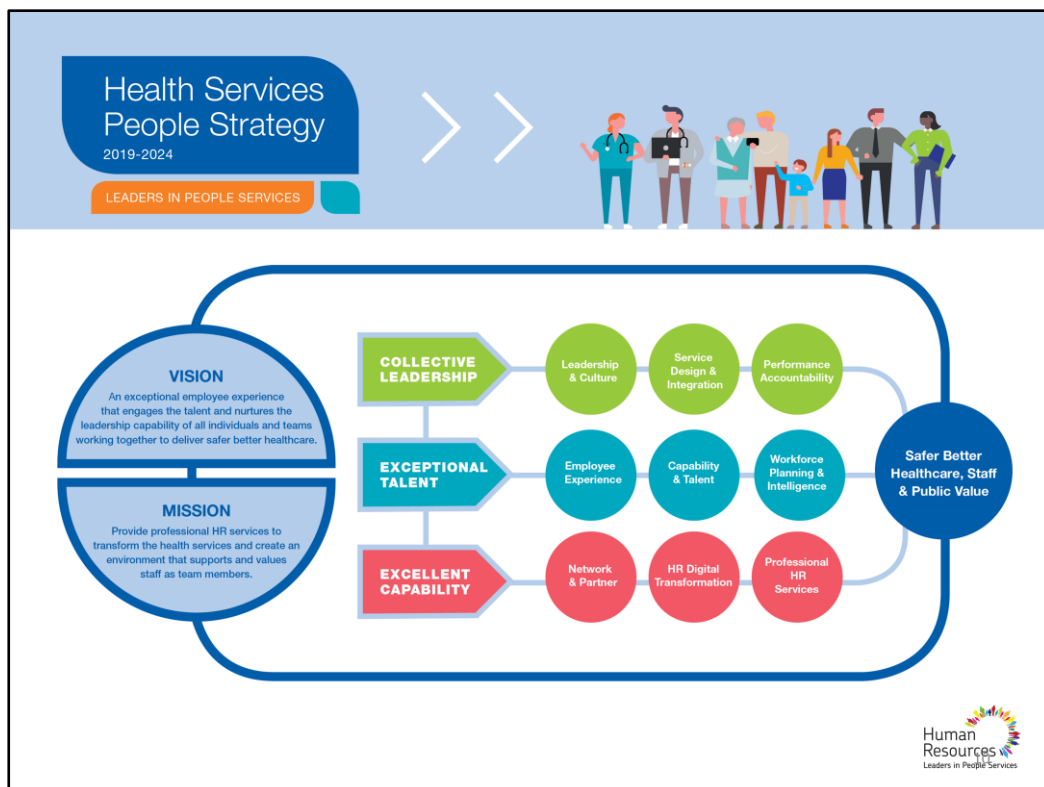 Health Services
People Strategy
2019-2024
LEADERS IN PEOPLE SERVICES
VISION
An exceptional employee experience
that engages the talent and nurtures the
leadership capability of all individuals and teams
working together to deliver safer better healthcare.
MISSION
Provide professional HR services to
transform the health services and create an
environment that supports and values
staff as team members.
COLLECTIVE
LEADERSHIP
Leadership
& Culture
Service
Design &
Integration
Performance
Accountability
EXCEPTIONAL
TALENT
Employee
Experience
Capability
& Talent
Workforce
Planning &
Intelligence
EXCELLENT
CAPABILITY
Network
& Partner
HR Digital
Transformation
Professional
HR
Services
Safer Better
Healthcare, Staff
& Public Value
Human
Resources
Leaders in People Services